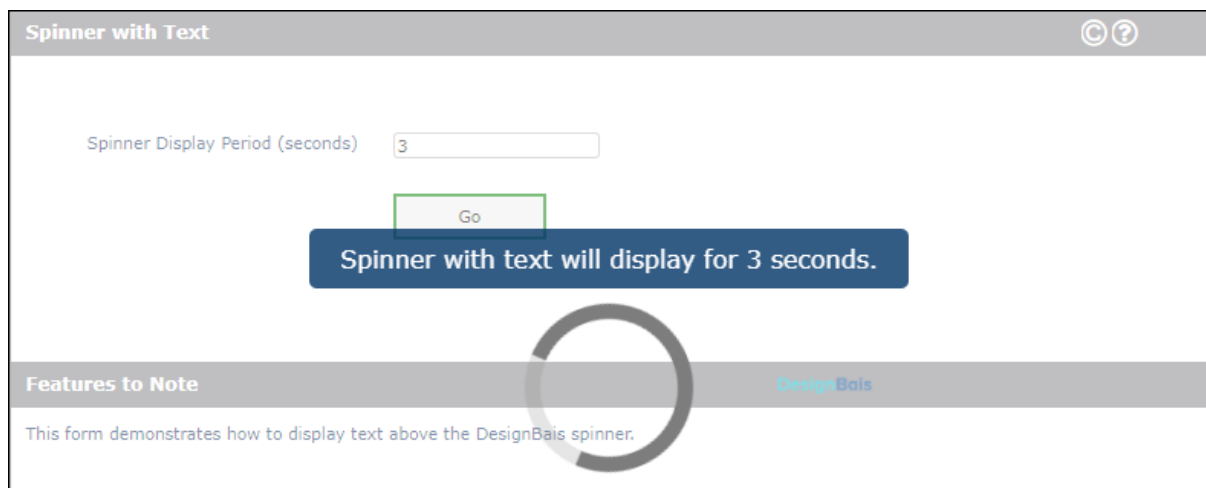 Spinner with Text
Spinner Display Period (seconds) 3
Go
Spinner with text will display for 3 seconds.
Features to Note DesignBais
This form demonstrates how to display text above the DesignBais spinner.